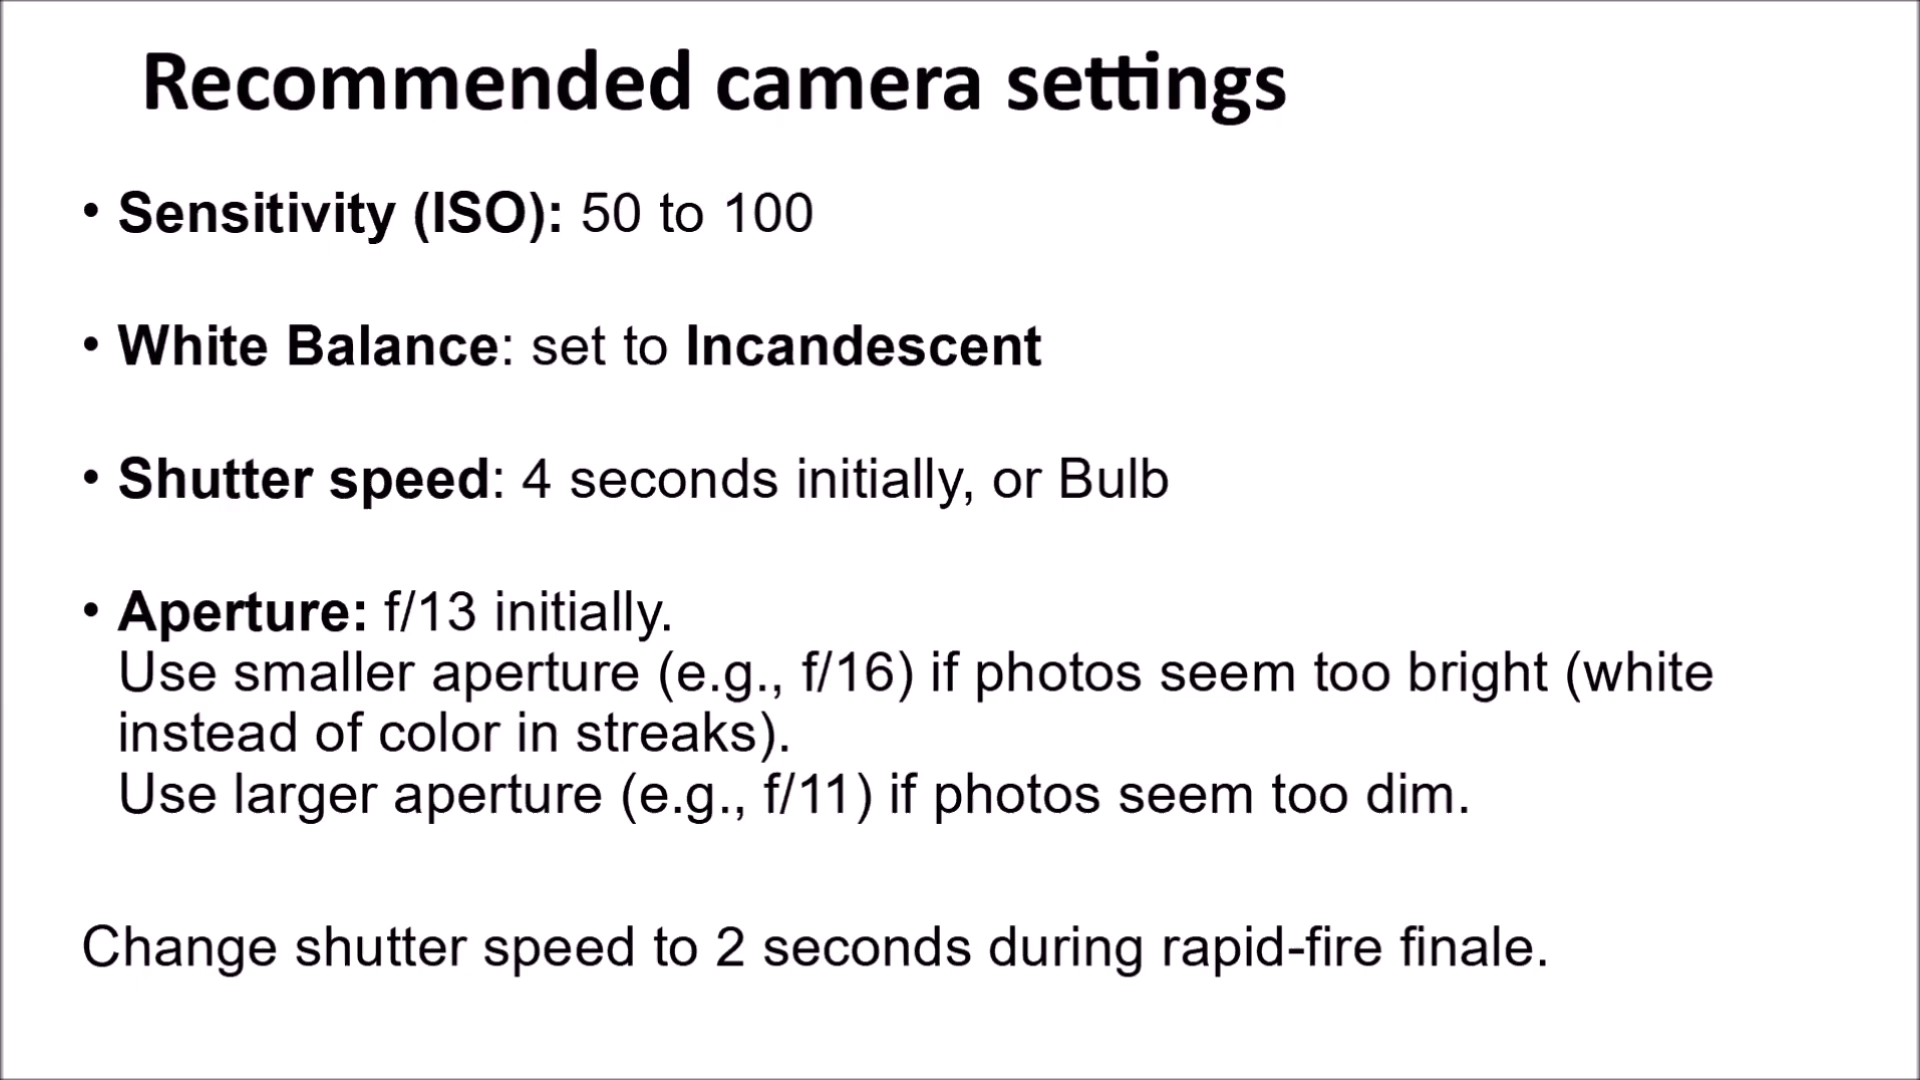 Recommended camera settings
• Sensitivity (ISO): 50 to 100
• White Balance: set to Incandescent
• Shutter speed: 4 seconds initially, or Bulb
• Aperture: f/13 initially.
Use smaller aperture (e.g., f/16) if photos seem too bright (white
instead of color in streaks).
Use larger aperture (e.g., f/11) if photos seem too dim.
Change shutter speed to 2 seconds during rapid-fire finale.